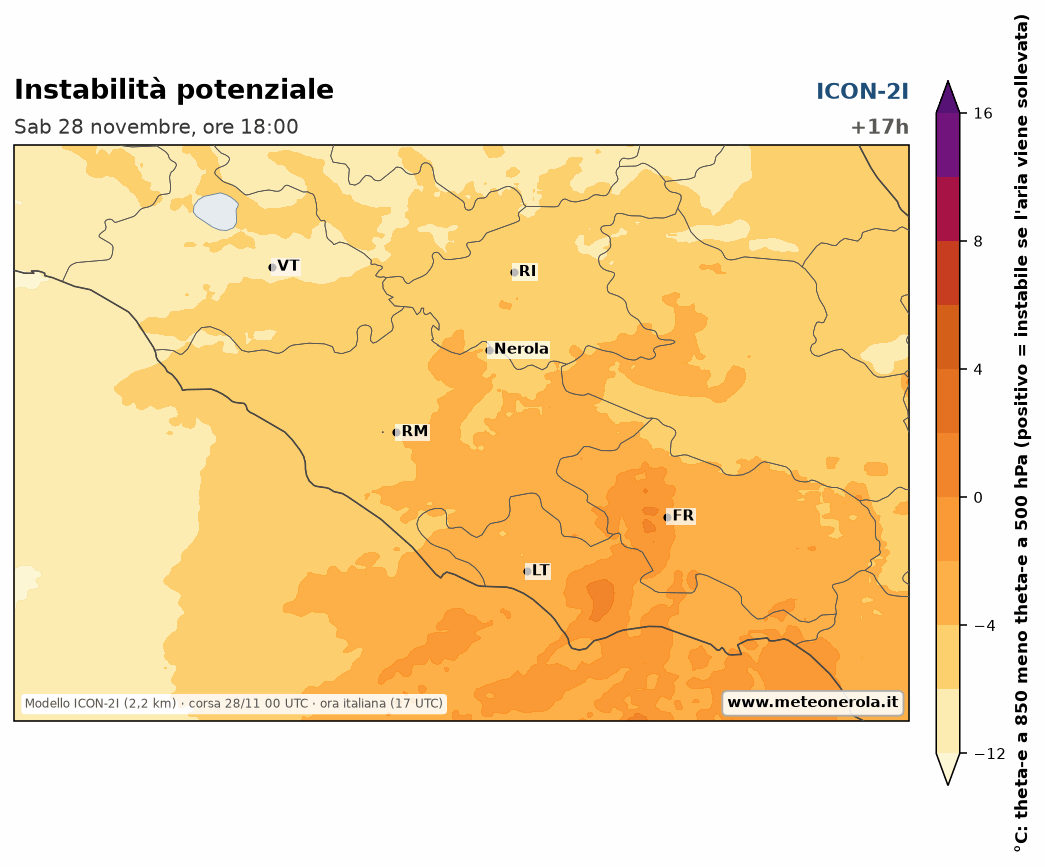 Instabilità potenziale
ICON-2I
Sab 28 novembre, ore 18:00
+17h
VT
RI
Nerola
RM
FR
LT
Modello ICON-2I (2,2 km) · corsa 28/11 00 UTC · ora italiana (17 UTC)
www.meteonerola.it
16
8
4
0
−4
−12
°C: theta-e a 850 meno theta-e a 500 hPa (positivo = instabile se l'aria viene sollevata)